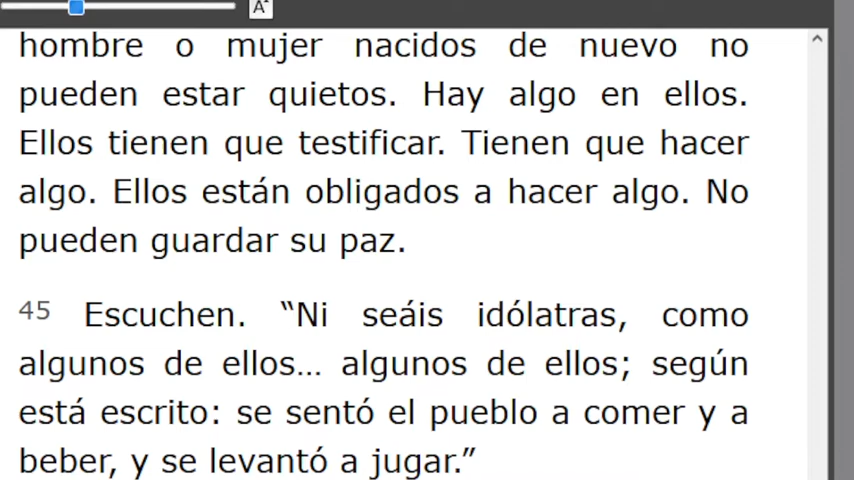 A
hombre o mujer nacidos de nuevo no
pueden estar quietos. Hay algo en ellos.
Ellos tienen que testificar. Tienen que hacer
algo. Ellos están obligados a hacer algo. No
pueden guardar su paz.
45 Escuchen. “Ni seáis idólatras, como
algunos de ellos… algunos de ellos; según
está escrito: se sentó el pueblo a comer y a
beber, y se levantó a jugar.”